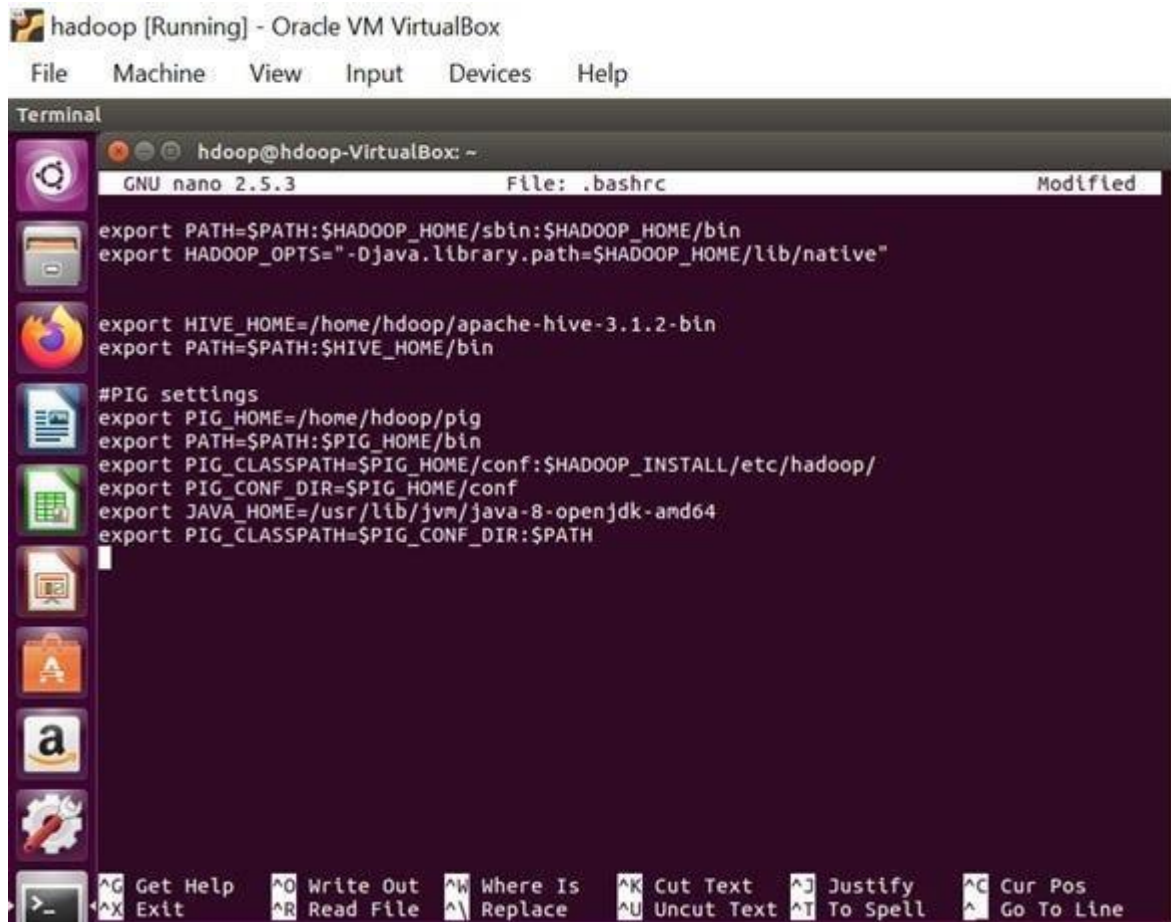 hadoop [Running] - Oracle VM VirtualBox
File Machine View Input Devices Help
Terminal
hdoop@hdoop-VirtualBox: ~
GNU nano 2.5.3 File: .bashrc Modified
export PATH=$PATH:$HADOOP_HOME/sbin:$HADOOP_HOME/bin
export HADOOP_OPTS="-Djava.library.path=$HADOOP_HOME/lib/native"
export HIVE_HOME=/home/hdoop/apache-hive-3.1.2-bin
export PATH=$PATH:$HIVE_HOME/bin
#PIG settings
export PIG_HOME=/home/hdoop/pig
export PATH=$PATH:$PIG_HOME/bin
export PIG_CLASSPATH=$PIG_HOME/conf:$HADOOP_INSTALL/etc/hadoop/
export PIG_CONF_DIR=$PIG_HOME/conf
export JAVA_HOME=/usr/lib/jvm/java-8-openjdk-amd64
export PIG_CLASSPATH=$PIG_CONF_DIR:$PATH
a
^G Get Help ^O Write Out ^W Where Is ^K Cut Text ^J Justify ^C Cur Pos
^X Exit ^R Read File ^\ Replace ^U Uncut Text ^T To Spell ^_ Go To Line